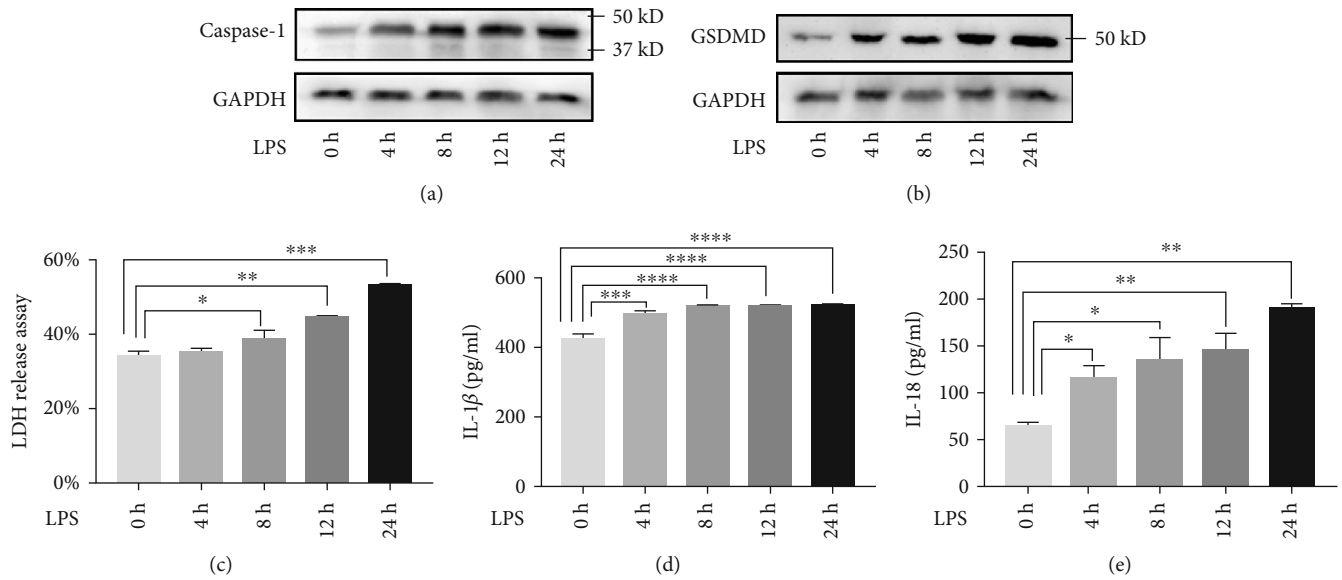 Caspase-1
50 kD
37 kD
GAPDH
LPS
0 h
4 h
8 h
12 h
24 h
(a)
GSDMD
50 kD
GAPDH
LPS
0 h
4 h
8 h
12 h
24 h
(b)
LDH release assay
60%
40%
20%
0%
***
**
*
LPS
0 h
4 h
8 h
12 h
24 h
(c)
IL-1β (pg/ml)
600
400
200
0
****
****
****
***
LPS
0 h
4 h
8 h
12 h
24 h
(d)
IL-18 (pg/ml)
250
200
150
100
50
0
**
**
*
*
LPS
0 h
4 h
8 h
12 h
24 h
(e)